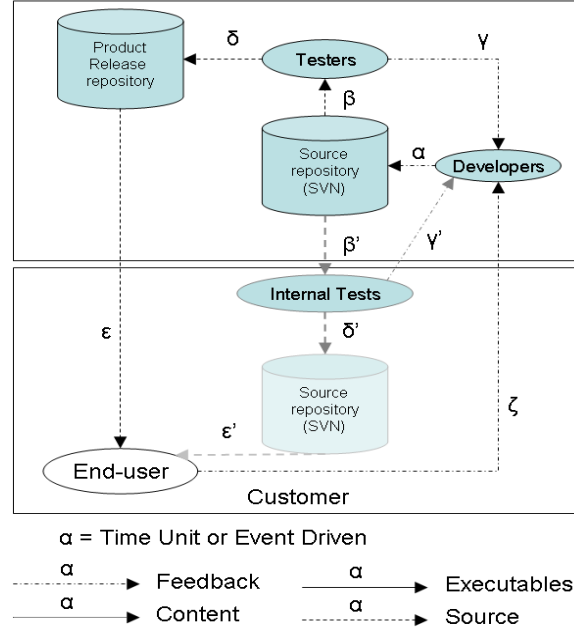 Product
Release
repository
δ
Testers
γ
β
Source
repository
(SVN)
α
Developers
β’
γ’
Internal Tests
ε
δ’
Source
repository
(SVN)
ζ
ε’
End-user
Customer
α = Time Unit or Event Driven
α
Feedback
α
Executables
α
Content
α
Source